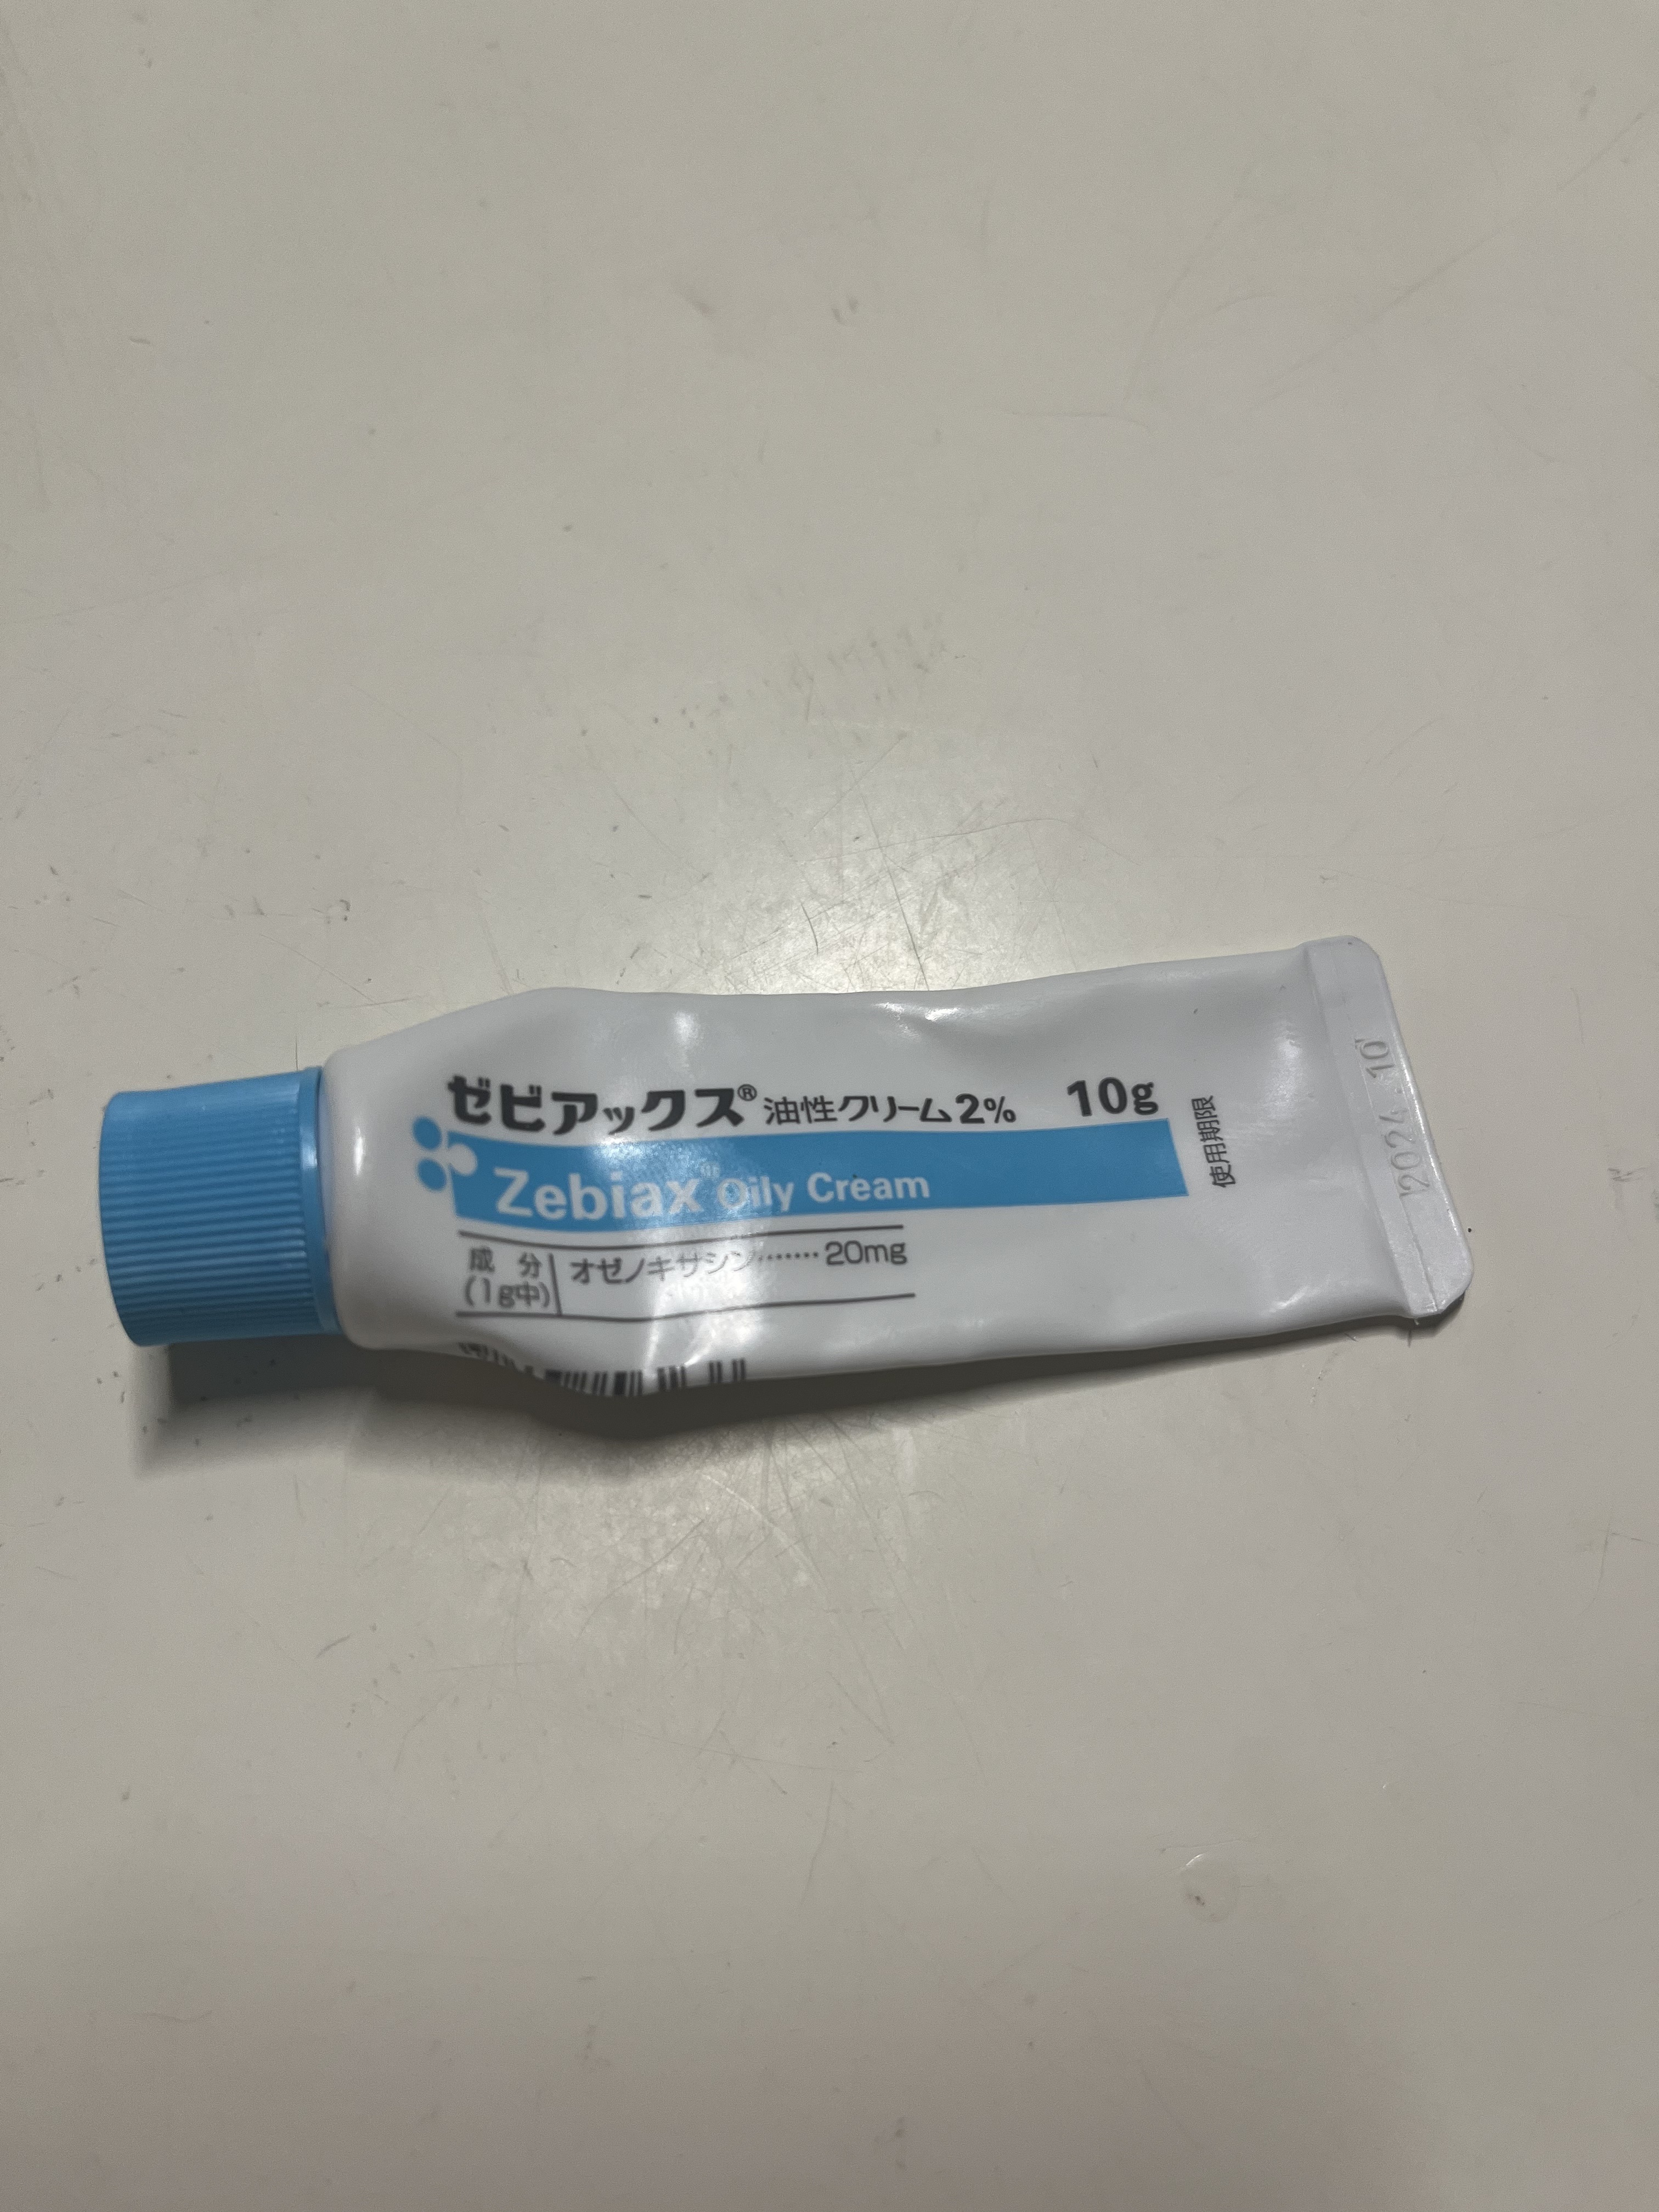 ゼビアックス® 油性クリーム2% 10g
Zebiax Oily Cream
成 分 オゼノキサシン・・・・・・・20mg
(1g中)
使用期限
2024.10